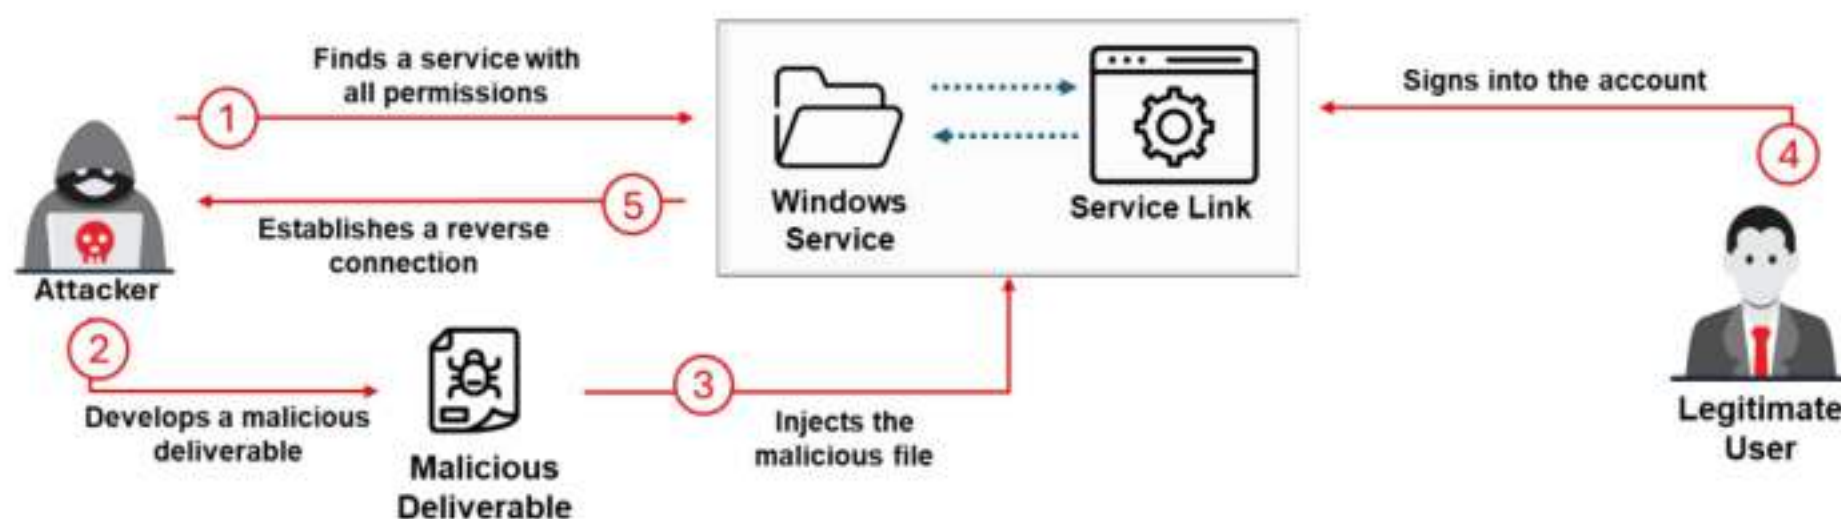 Finds a service with
all permissions
1
Signs into the account
4
5
Establishes a reverse
connection
Windows
Service
Service Link
Attacker
2
Develops a malicious
deliverable
Malicious
Deliverable
3
Injects the
malicious file
Legitimate
User